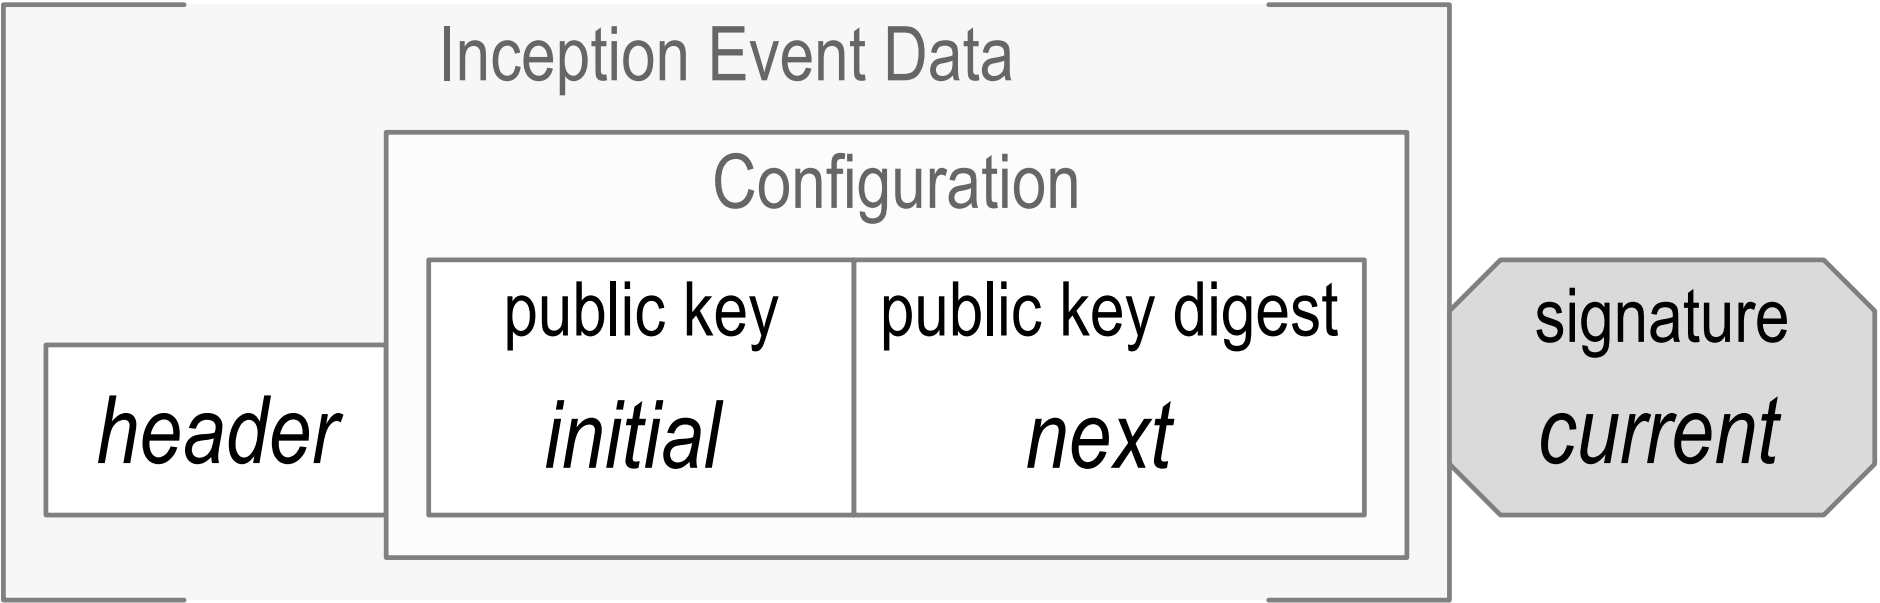 Inception Event Data
Configuration
public key
public key digest
signature
header
initial
next
current